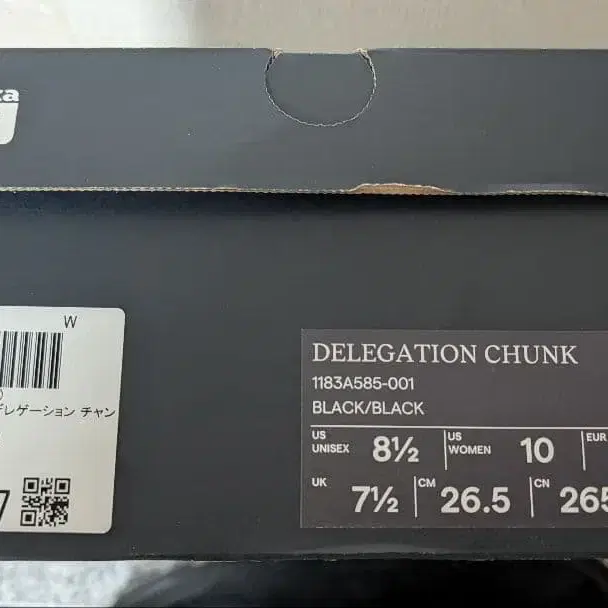 W
レゲーション チャン
7
DELEGATION CHUNK
1183A585-001
BLACK/BLACK
US UNISEX 8½ US WOMEN 10 EUR
UK 7½ CM 26.5 CN 265